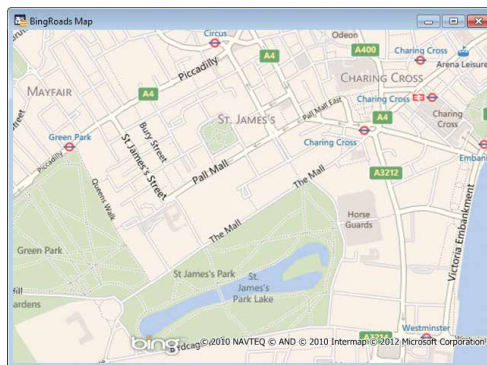 BingRoads Map
Circus
Odeon
A4
A400
Charing Cross
Arena Leisure
Piccadilly
CHARING CROSS
MAYFAIR
A4
Charing Cross
E3
ST. JAMES'S
Pall Mall East
A4
Charing Cross
Green Park
Bury Street
Charing Cross
Piccadilly
St James's Street
Pall Mall
A3212
The Mall
Queens Walk
Horse Guards
Victoria Embankment
The Mall
Green Park
St James's Park
St. James's Park Lake
Westminster
A3214
bing
©2010 NAVTEQ © AND © 2010 Intermap © 2012 Microsoft Corporation